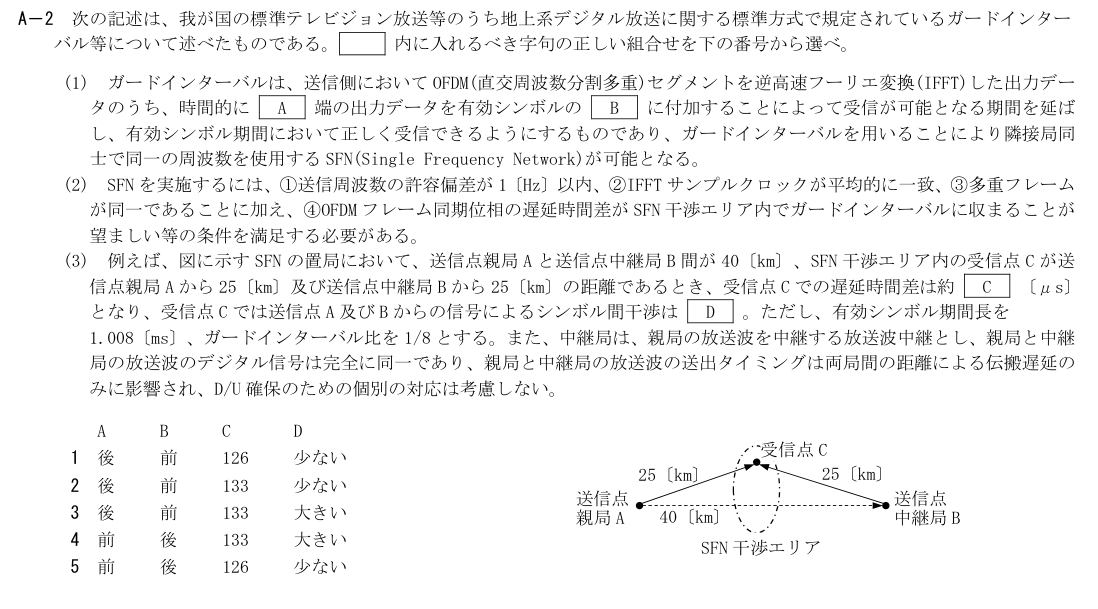 A－2 次の記述は、我が国の標準テレビジョン放送等のうち地上系デジタル放送に関する標準方式で規定されているガードインター
バル等について述べたものである。 内に入れるべき字句の正しい組合せを下の番号から選べ。
(1) ガードインターバルは、送信側において OFDM(直交周波数分割多重)セグメントを逆高速フーリエ変換(IFFT)した出力デー
タのうち、時間的に A 端の出力データを有効シンボルの B に付加することによって受信が可能となる期間を延ば
し、有効シンボル期間において正しく受信できるようにするものであり、ガードインターバルを用いることにより隣接局同
士で同一の周波数を使用する SFN(Single Frequency Network)が可能となる。
(2) SFN を実施するには、①送信周波数の許容偏差が 1〔Hz〕以内、②IFFT サンプルクロックが平均的に一致、③多重フレーム
が同一であることに加え、④OFDM フレーム同期位相の遅延時間差が SFN 干渉エリア内でガードインターバルに収まることが
望ましい等の条件を満足する必要がある。
(3) 例えば、図に示す SFN の置局において、送信点親局 A と送信点中継局 B 間が 40〔km〕、SFN 干渉エリア内の受信点 C が送
信点親局 A から 25〔km〕及び送信点中継局 B から 25〔km〕の距離であるとき、受信点 C での遅延時間差は約 C 〔μs〕
となり、受信点 C では送信点 A 及び B からの信号によるシンボル間干渉は D 。ただし、有効シンボル期間長を
1.008〔ms〕、ガードインターバル比を 1/8 とする。また、中継局は、親局の放送波を中継する放送波中継とし、親局と中継
局の放送波のデジタル信号は完全に同一であり、親局と中継局の放送波の送出タイミングは両局間の距離による伝搬遅延の
みに影響され、D/U 確保のための個別の対応は考慮しない。
A B C D
1 後 前 126 少ない
2 後 前 133 少ない
3 後 前 133 大きい
4 前 後 133 大きい
5 前 後 126 少ない
受信点 C
25〔km〕 25〔km〕
送信点 送信点
親局 A 40〔km〕 中継局 B
SFN 干渉エリア